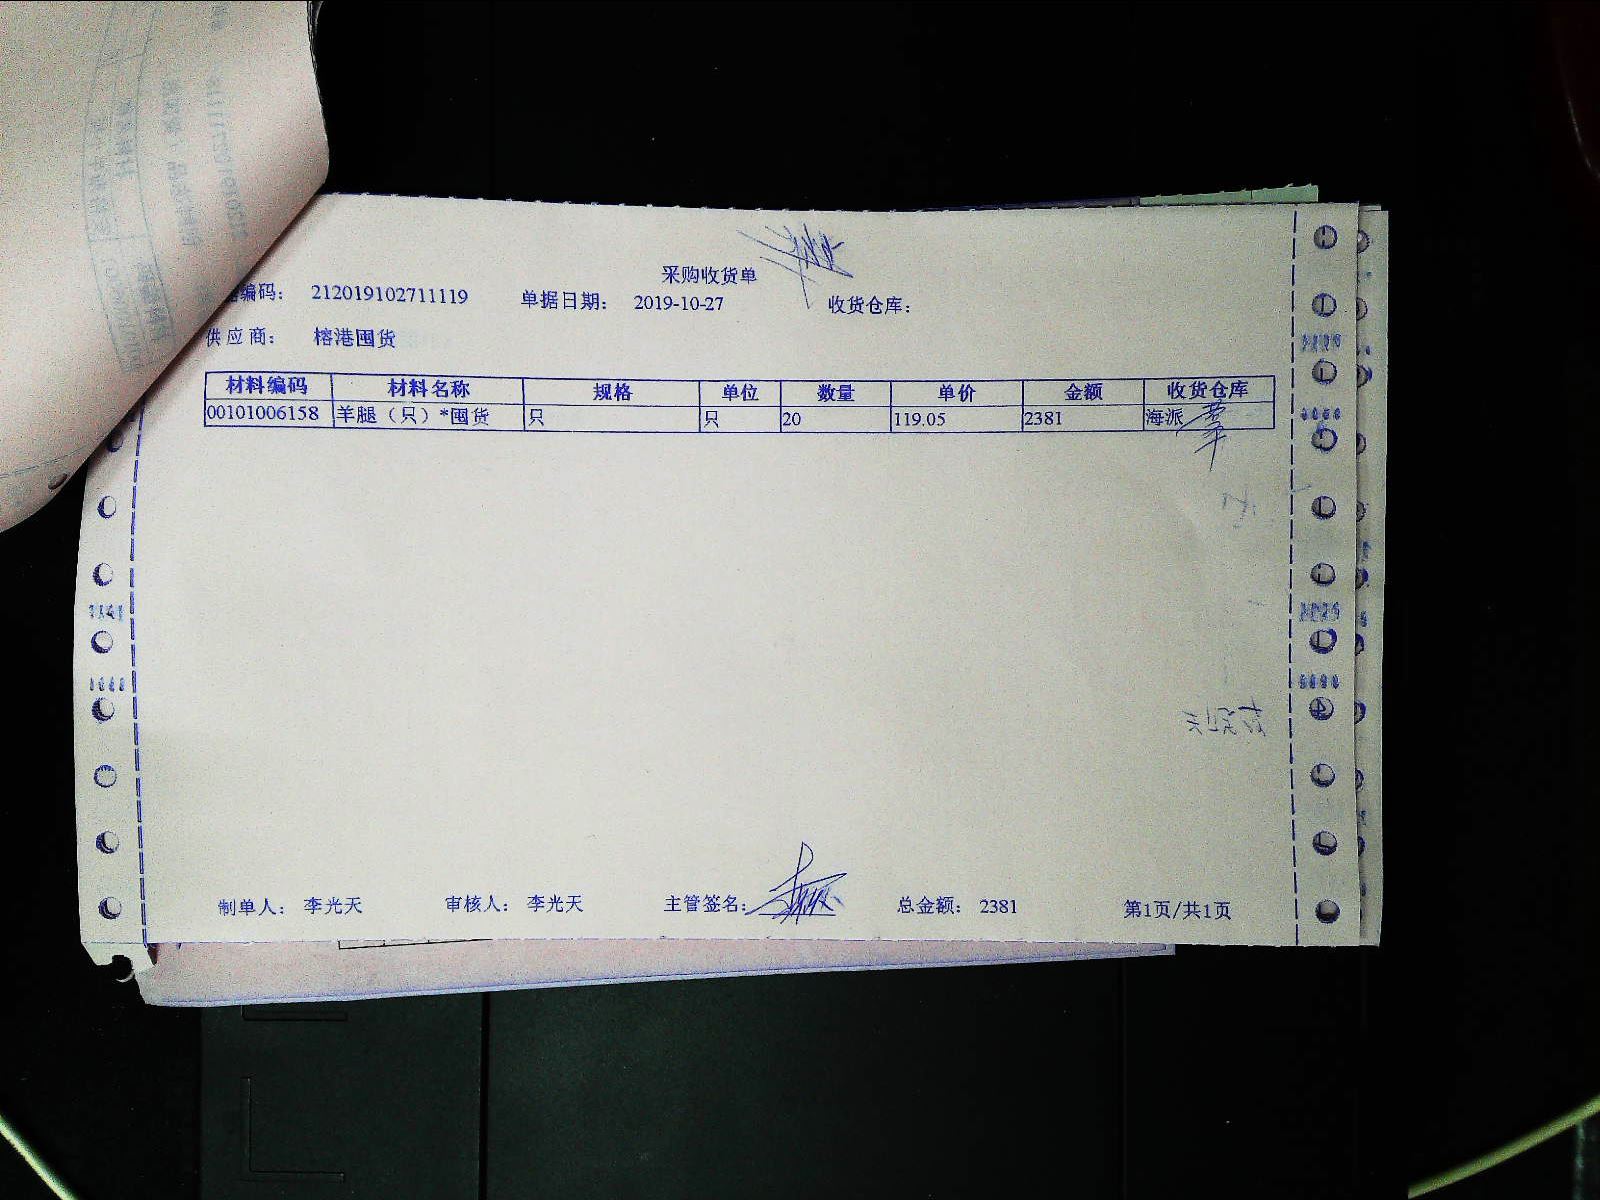 采购收货单
编码： 212019102711119 单据日期： 2019-10-27 收货仓库：
供应商： 榕港囤货
材料编码 材料名称 规格 单位 数量 单价 金额 收货仓库
00101006158 羊腿（只）*囤货 只 只 20 119.05 2381 海派
制单人： 李光天 审核人： 李光天 主管签名： 总金额： 2381 第1页/共1页